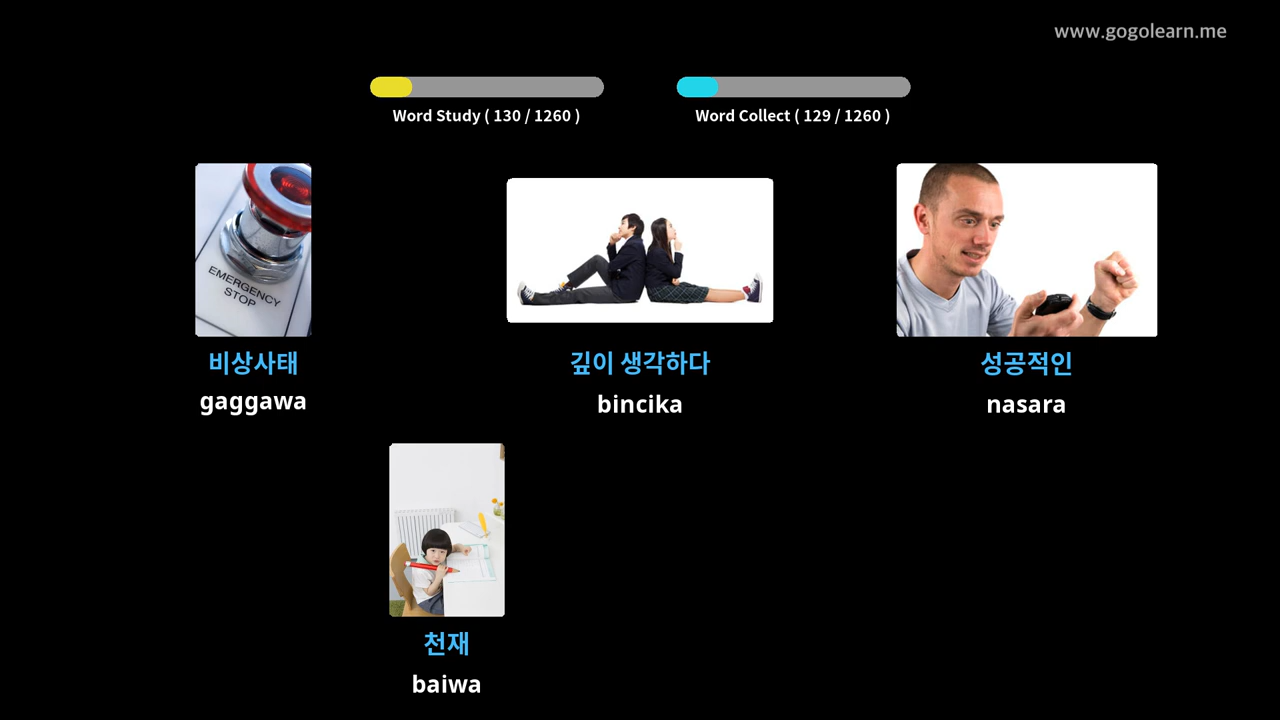 www.gogolearn.me
Word Study ( 130 / 1260 )
Word Collect ( 129 / 1260 )
EMERGENCY
STOP
비상사태
gaggawa
깊이 생각하다
bincika
성공적인
nasara
천재
baiwa